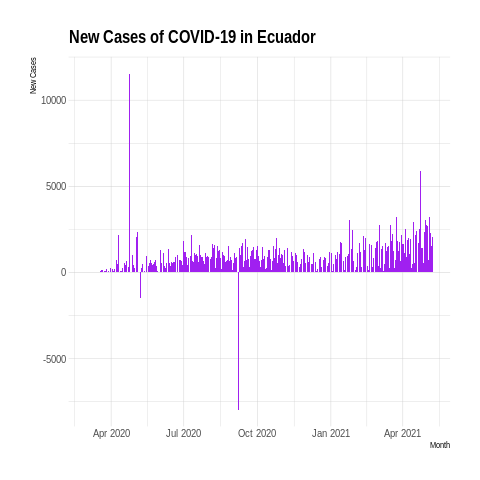 New Cases of COVID-19 in Ecuador
New Cases
10000
5000
0
-5000
Apr 2020 Jul 2020 Oct 2020 Jan 2021 Apr 2021
Month